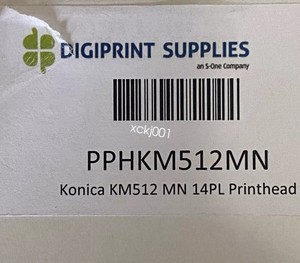 DIGIPRINT SUPPLIES
an S-One Company
xckj001
PPHKM512MN
Konica KM512 MN 14PL Printhead